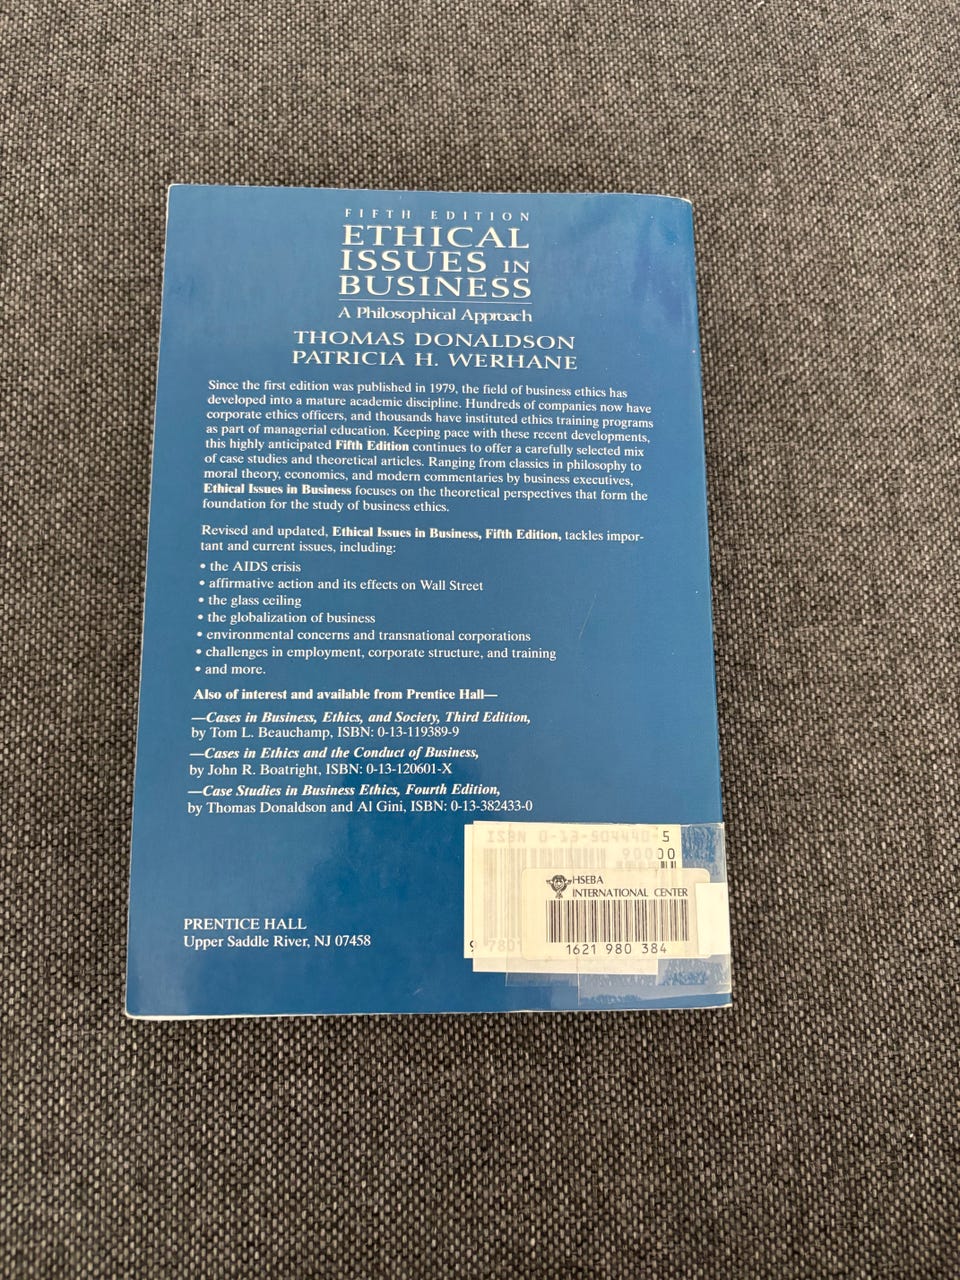 FIFTH EDITION
ETHICAL
ISSUES IN
BUSINESS
A Philosophical Approach
THOMAS DONALDSON
PATRICIA H. WERHANE
Since the first edition was published in 1979, the field of business ethics has
developed into a mature academic discipline. Hundreds of companies now have
corporate ethics officers, and thousands have instituted ethics training programs
as part of managerial education. Keeping pace with these recent developments,
this highly anticipated Fifth Edition continues to offer a carefully selected mix
of case studies and theoretical articles. Ranging from classics in philosophy to
moral theory, economics, and modern commentaries by business executives,
Ethical Issues in Business focuses on the theoretical perspectives that form the
foundation for the study of business ethics.
Revised and updated, Ethical Issues in Business, Fifth Edition, tackles impor-
tant and current issues, including:
• the AIDS crisis
• affirmative action and its effects on Wall Street
• the glass ceiling
• the globalization of business
• environmental concerns and transnational corporations
• challenges in employment, corporate structure, and training
• and more.
Also of interest and available from Prentice Hall—
—Cases in Business, Ethics, and Society, Third Edition,
by Tom L. Beauchamp, ISBN: 0-13-119389-9
—Cases in Ethics and the Conduct of Business,
by John R. Boatright, ISBN: 0-13-120601-X
—Case Studies in Business Ethics, Fourth Edition,
by Thomas Donaldson and Al Gini, ISBN: 0-13-382433-0
ISBN 0-13-504440-5
90000
HSEBA
INTERNATIONAL CENTER
1621 980 384
9 780
PRENTICE HALL
Upper Saddle River, NJ 07458